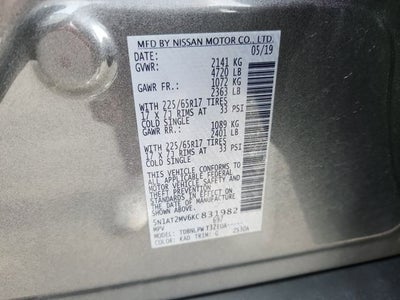 MFD BY NISSAN MOTOR CO., LTD.
DATE: 05/19
GVWR: 2141 KG
4720 LB
GAWR FR.: 1072 KG
2363 LB
WITH 225/65R17 TIRES
17 X 7J RIMS AT 33 PSI
COLD SINGLE
GAWR RR.: 1089 KG
2401 LB
WITH 225/65R17 TIRES
17 X 7J RIMS AT 33 PSI
COLD SINGLE
THIS VEHICLE CONFORMS TO ALL
APPLICABLE FEDERAL MOTOR
VEHICLE SAFETY AND
THEFT PREVENTION
STANDARDS IN EFFECT ON
THE DATE OF MANUFACTURE
SHOWN ABOVE
5N1AT2MV6KC831982
MPV
MODEL:
COLOR: KAD TRIM: G